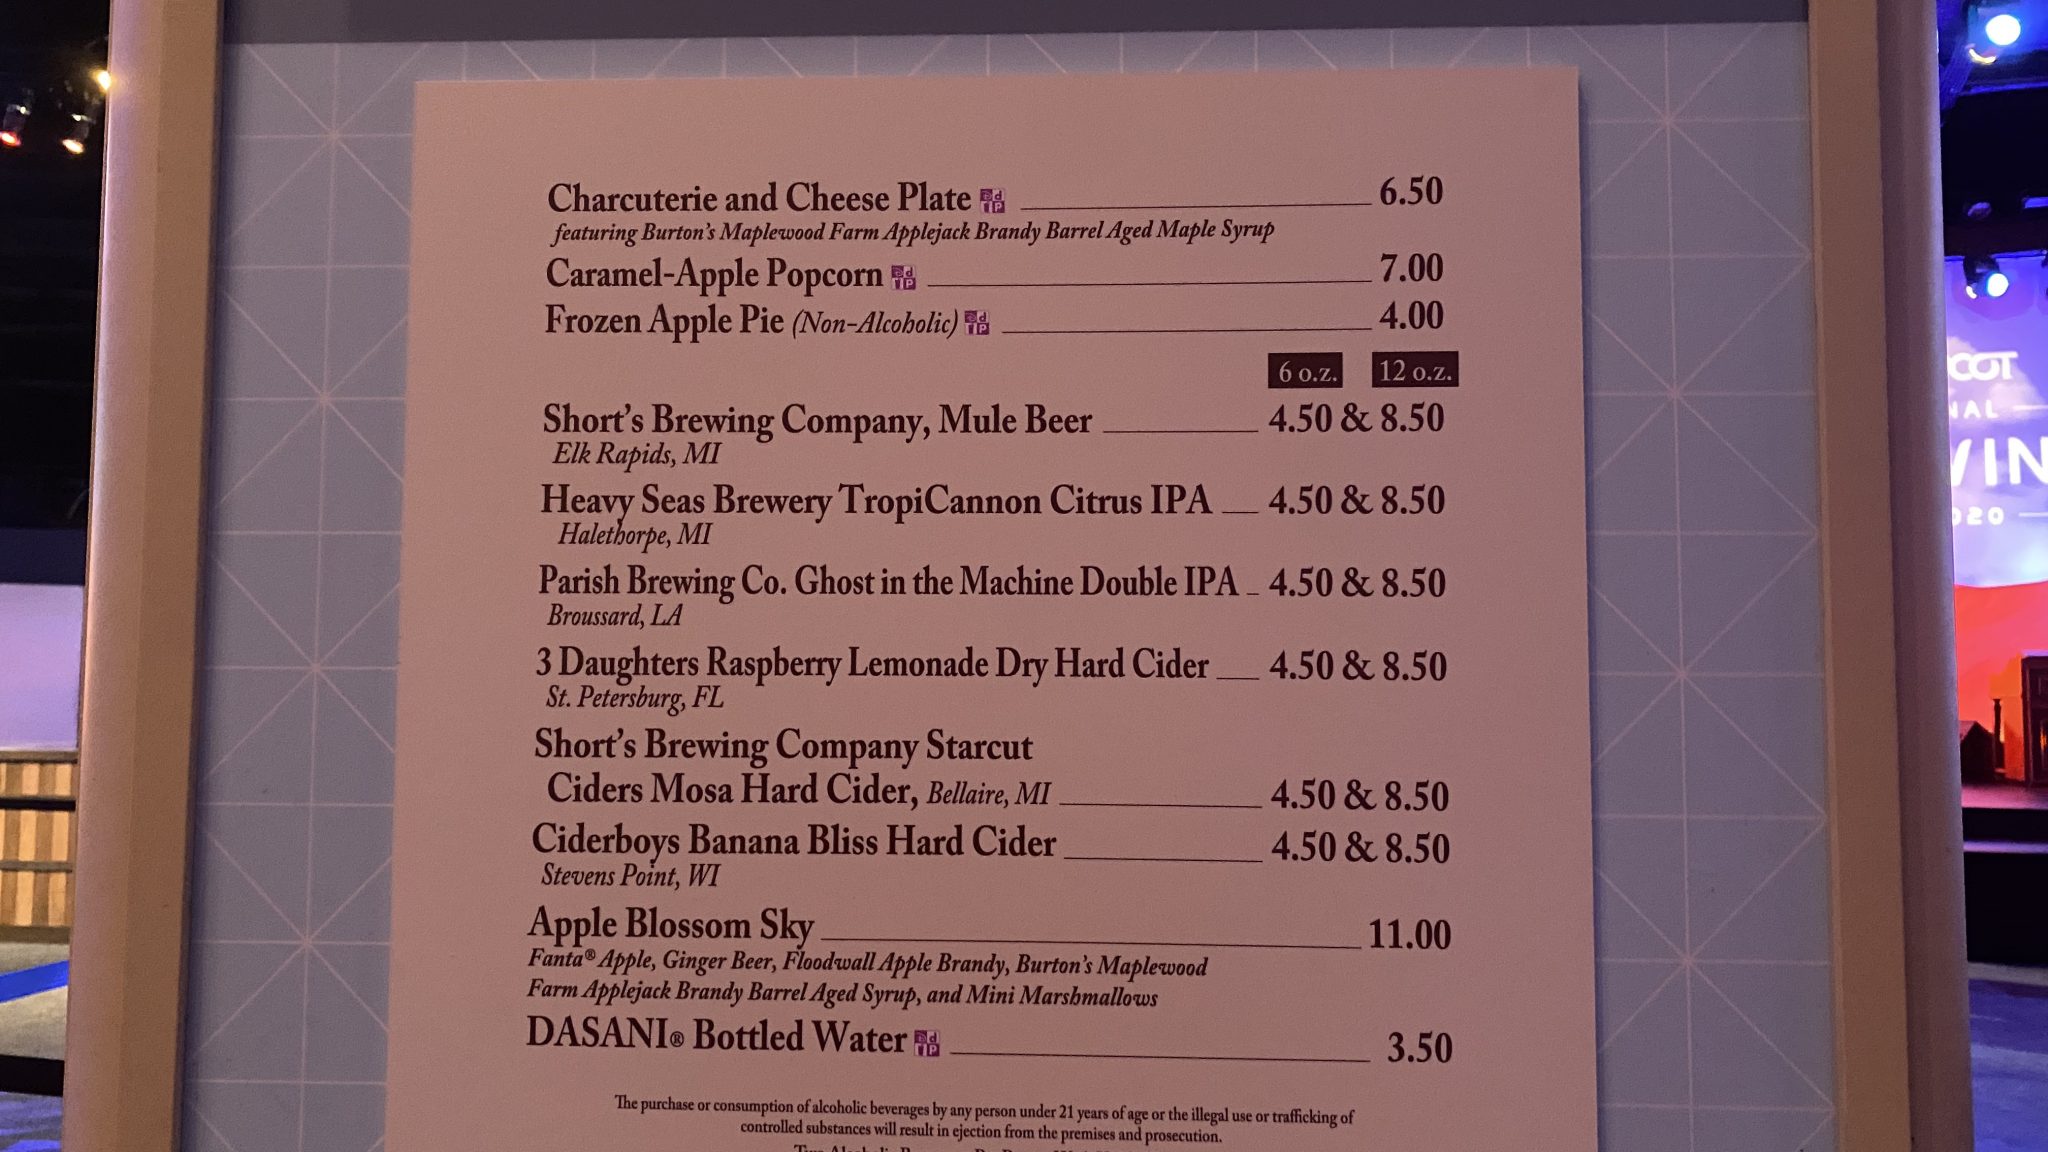 Charcuterie and Cheese Plate 6.50
featuring Burton's Maplewood Farm Applejack Brandy Barrel Aged Maple Syrup
Caramel-Apple Popcorn 7.00
Frozen Apple Pie (Non-Alcoholic) 4.00
6 o.z. 12 o.z.
Short's Brewing Company, Mule Beer 4.50 & 8.50
Elk Rapids, MI
Heavy Seas Brewery TropiCannon Citrus IPA 4.50 & 8.50
Halethorpe, MI
Parish Brewing Co. Ghost in the Machine Double IPA 4.50 & 8.50
Broussard, LA
3 Daughters Raspberry Lemonade Dry Hard Cider 4.50 & 8.50
St. Petersburg, FL
Short's Brewing Company Starcut
Ciders Mosa Hard Cider, Bellaire, MI 4.50 & 8.50
Ciderboys Banana Bliss Hard Cider 4.50 & 8.50
Stevens Point, WI
Apple Blossom Sky 11.00
Fanta® Apple, Ginger Beer, Floodwall Apple Brandy, Burton's Maplewood
Farm Applejack Brandy Barrel Aged Syrup, and Mini Marshmallows
DASANI® Bottled Water 3.50
The purchase or consumption of alcoholic beverages by any person under 21 years of age or the illegal use or trafficking of
controlled substances will result in ejection from the premises and prosecution.
COT
NAL
WIN
020